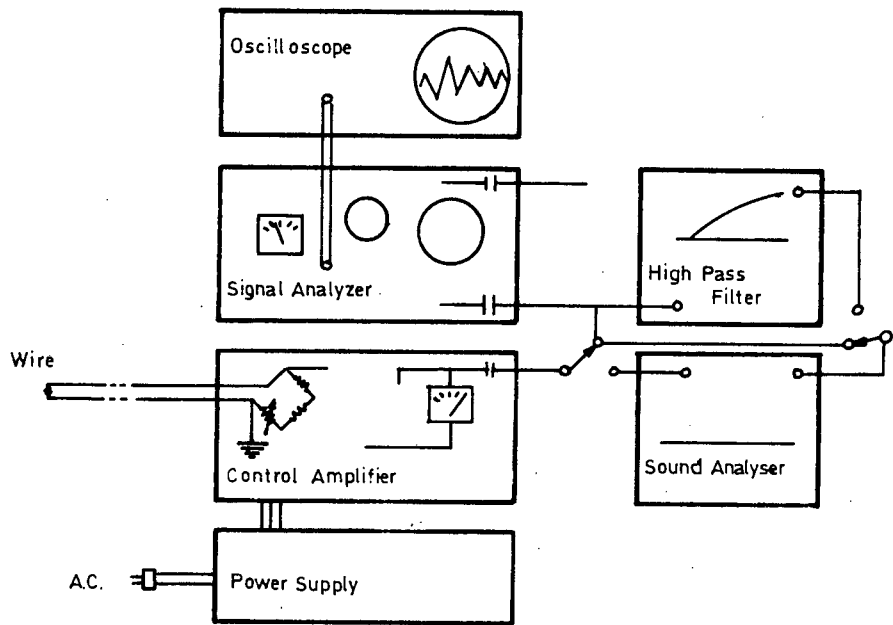 Oscilloscope
Signal Analyzer
High Pass
Filter
Wire
Control Amplifier
Sound Analyser
A.C.
Power Supply